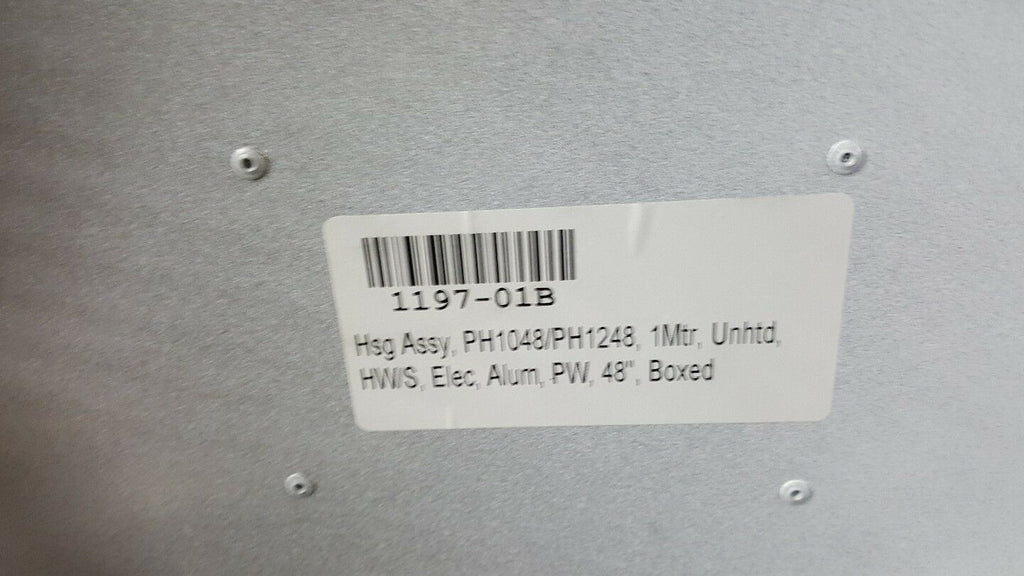 1197-01B
Hsg Assy, PH1048/PH1248, 1Mtr, Unhtd,
HW/S, Elec, Alum, PW, 48", Boxed